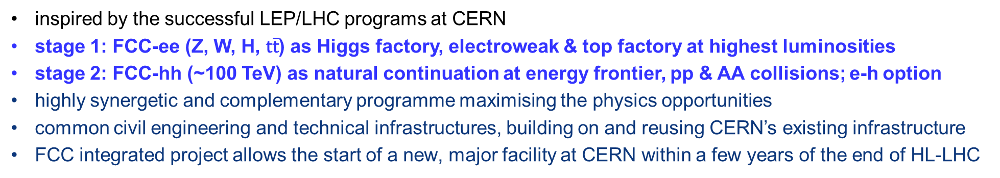 • inspired by the successful LEP/LHC programs at CERN
• stage 1: FCC-ee (Z, W, H, tt̅) as Higgs factory, electroweak & top factory at highest luminosities
• stage 2: FCC-hh (~100 TeV) as natural continuation at energy frontier, pp & AA collisions; e-h option
• highly synergetic and complementary programme maximising the physics opportunities
• common civil engineering and technical infrastructures, building on and reusing CERN’s existing infrastructure
• FCC integrated project allows the start of a new, major facility at CERN within a few years of the end of HL-LHC